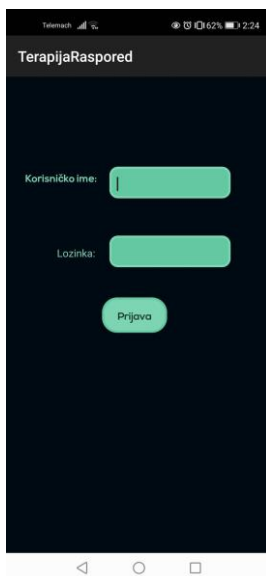 Telemach 62% 2:24
TerapijaRaspored
Korisničko ime:
Lozinka:
Prijava